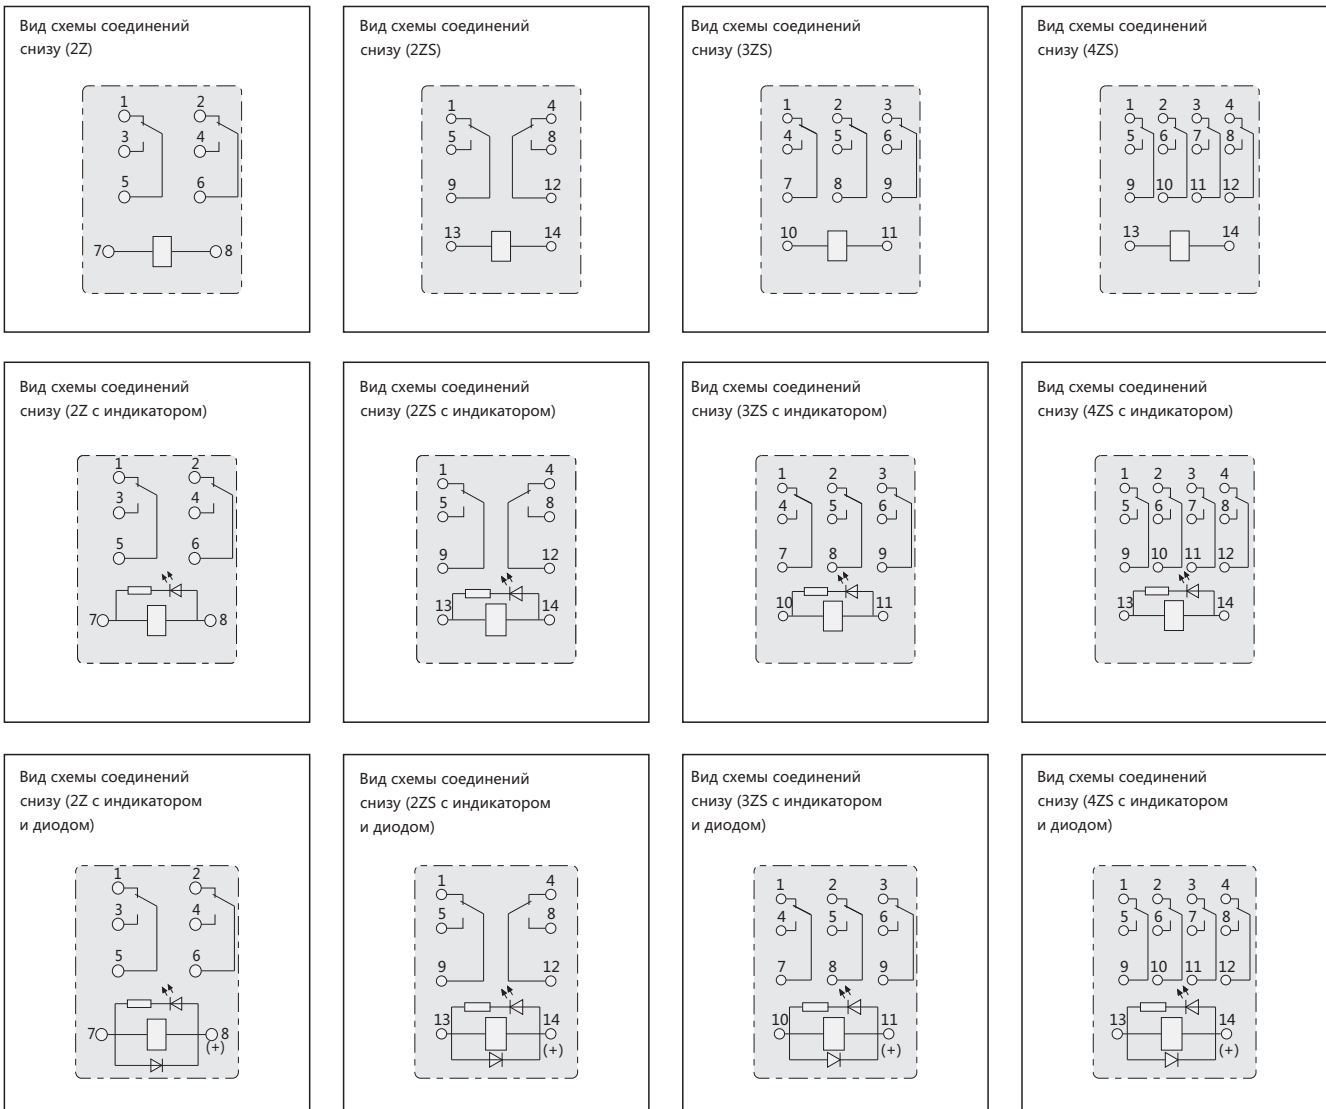 Вид схемы соединений
снизу (2Z)
1 2
3 4
5 6
7 8
Вид схемы соединений
снизу (2ZS)
1 4
5 8
9 12
13 14
Вид схемы соединений
снизу (3ZS)
1 2 3
4 5 6
7 8 9
10 11
Вид схемы соединений
снизу (4ZS)
1 2 3 4
5 6 7 8
9 10 11 12
13 14
Вид схемы соединений
снизу (2Z с индикатором)
1 2
3 4
5 6
7 8
Вид схемы соединений
снизу (2ZS с индикатором)
1 4
5 8
9 12
13 14
Вид схемы соединений
снизу (3ZS с индикатором)
1 2 3
4 5 6
7 8 9
10 11
Вид схемы соединений
снизу (4ZS с индикатором)
1 2 3 4
5 6 7 8
9 10 11 12
13 14
Вид схемы соединений
снизу (2Z с индикатором
и диодом)
1 2
3 4
5 6
7 8
(+)
Вид схемы соединений
снизу (2ZS с индикатором
и диодом)
1 4
5 8
9 12
13 14
(+)
Вид схемы соединений
снизу (3ZS с индикатором
и диодом)
1 2 3
4 5 6
7 8 9
10 11
(+)
Вид схемы соединений
снизу (4ZS с индикатором
и диодом)
1 2 3 4
5 6 7 8
9 10 11 12
13 14
(+)